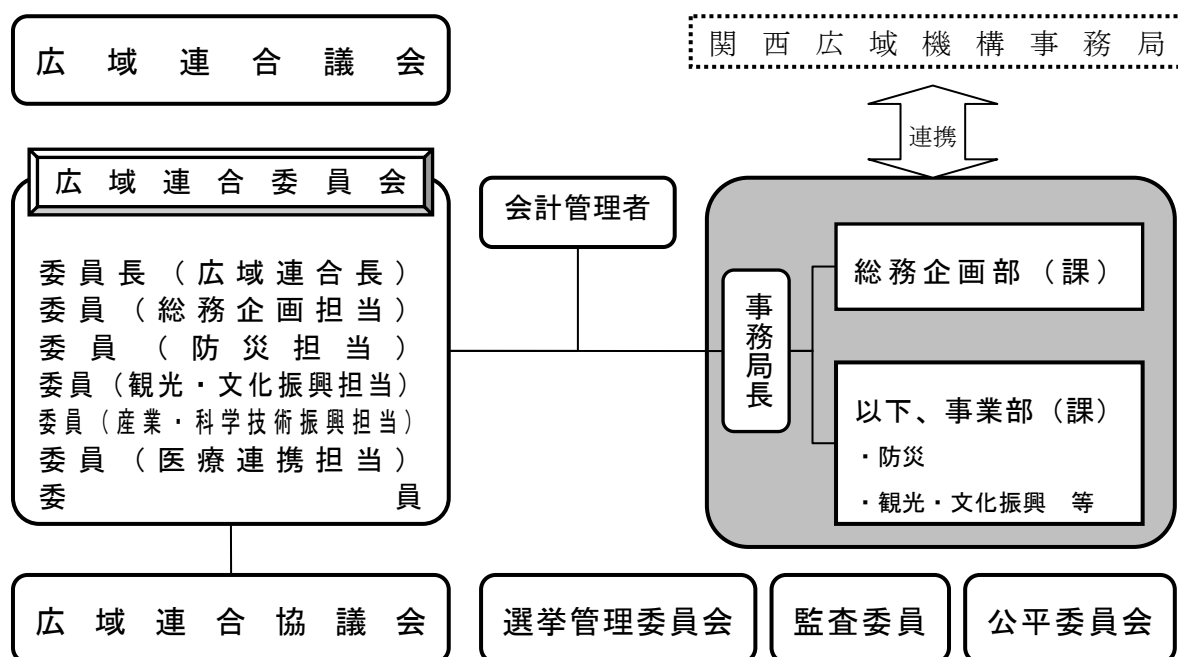 広域連合議会
関西広域機構事務局
連携
広域連合委員会
委員長（広域連合長）
委員（総務企画担当）
委員（防災担当）
委員（観光・文化振興担当）
委員（産業・科学技術振興担当）
委員（医療連携担当）
委員
会計管理者
事務局長
総務企画部（課）
以下、事業部（課）
・防災
・観光・文化振興　等
広域連合協議会
選挙管理委員会
監査委員
公平委員会